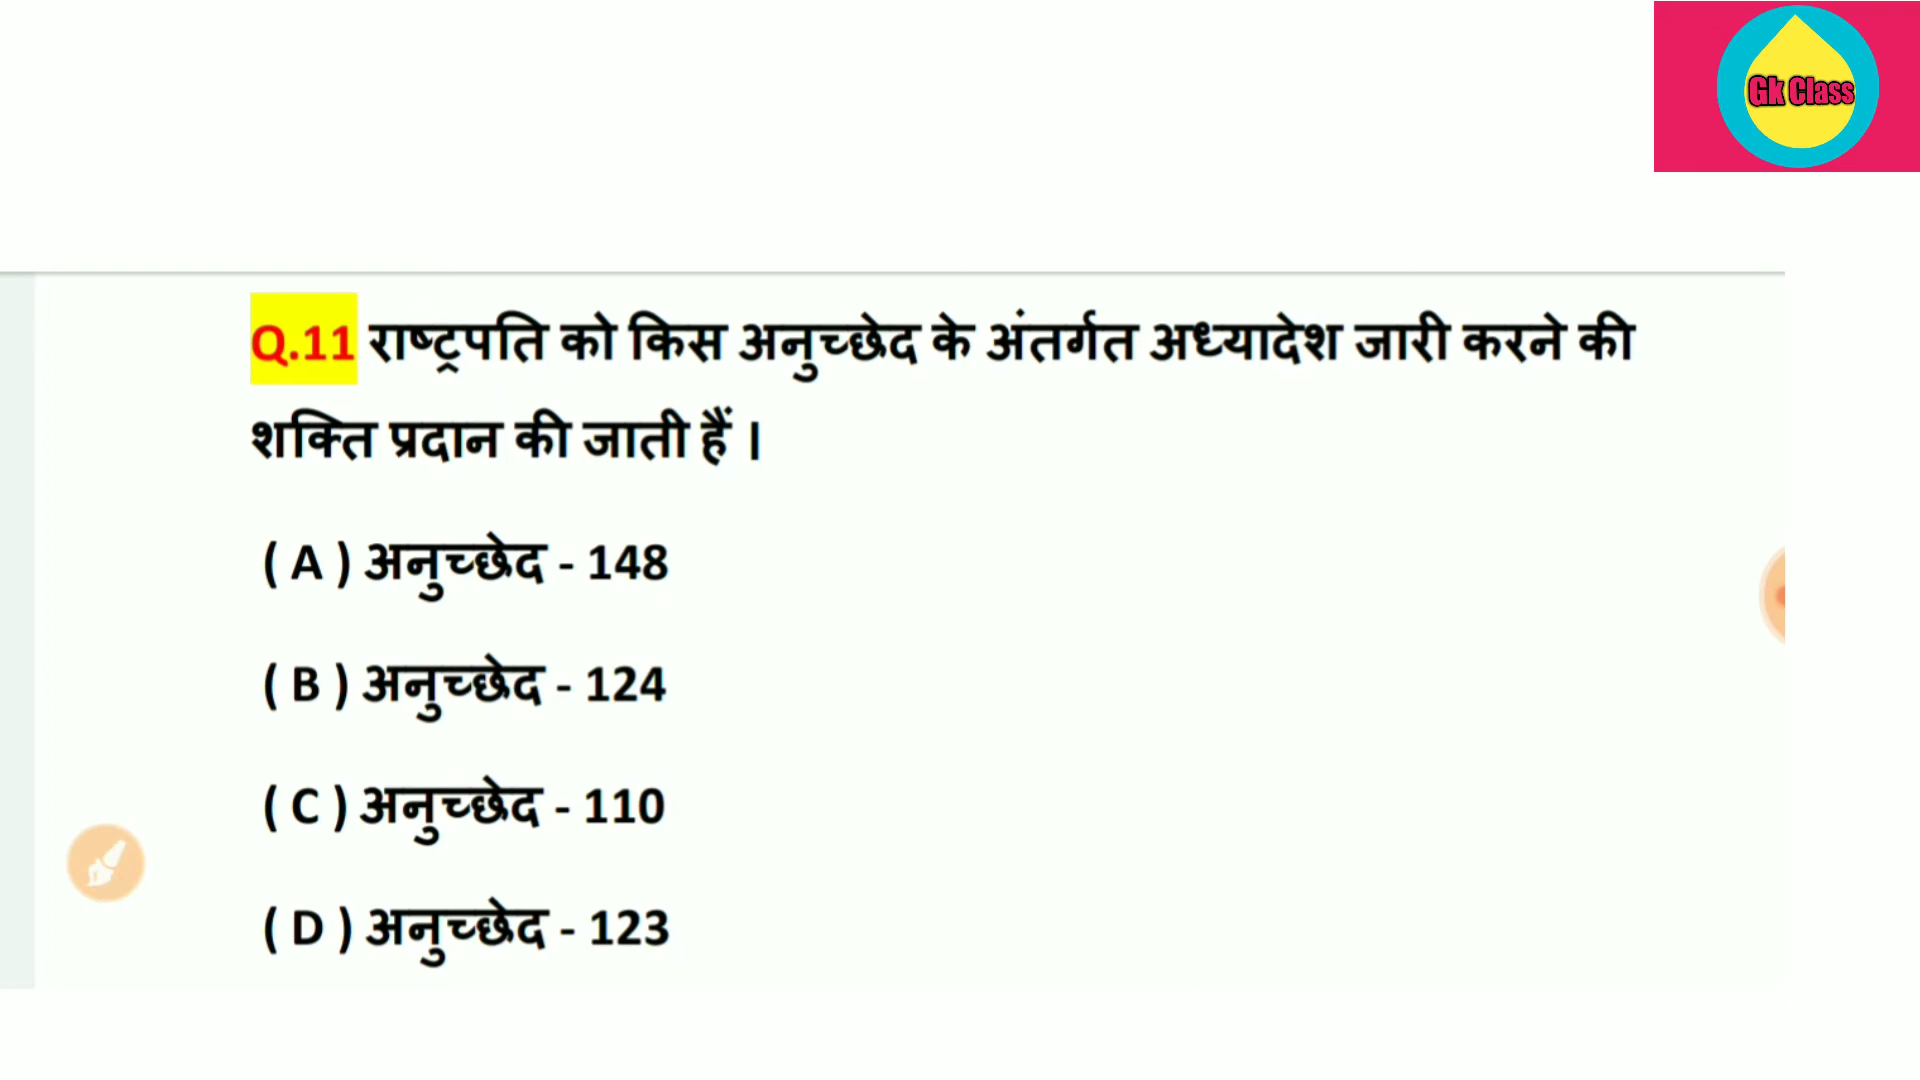 Gk Class
Q.11 राष्ट्रपति को किस अनुच्छेद के अंतर्गत अध्यादेश जारी करने की
शक्ति प्रदान की जाती हैं ।
( A ) अनुच्छेद - 148
( B ) अनुच्छेद - 124
( C ) अनुच्छेद - 110
( D ) अनुच्छेद - 123